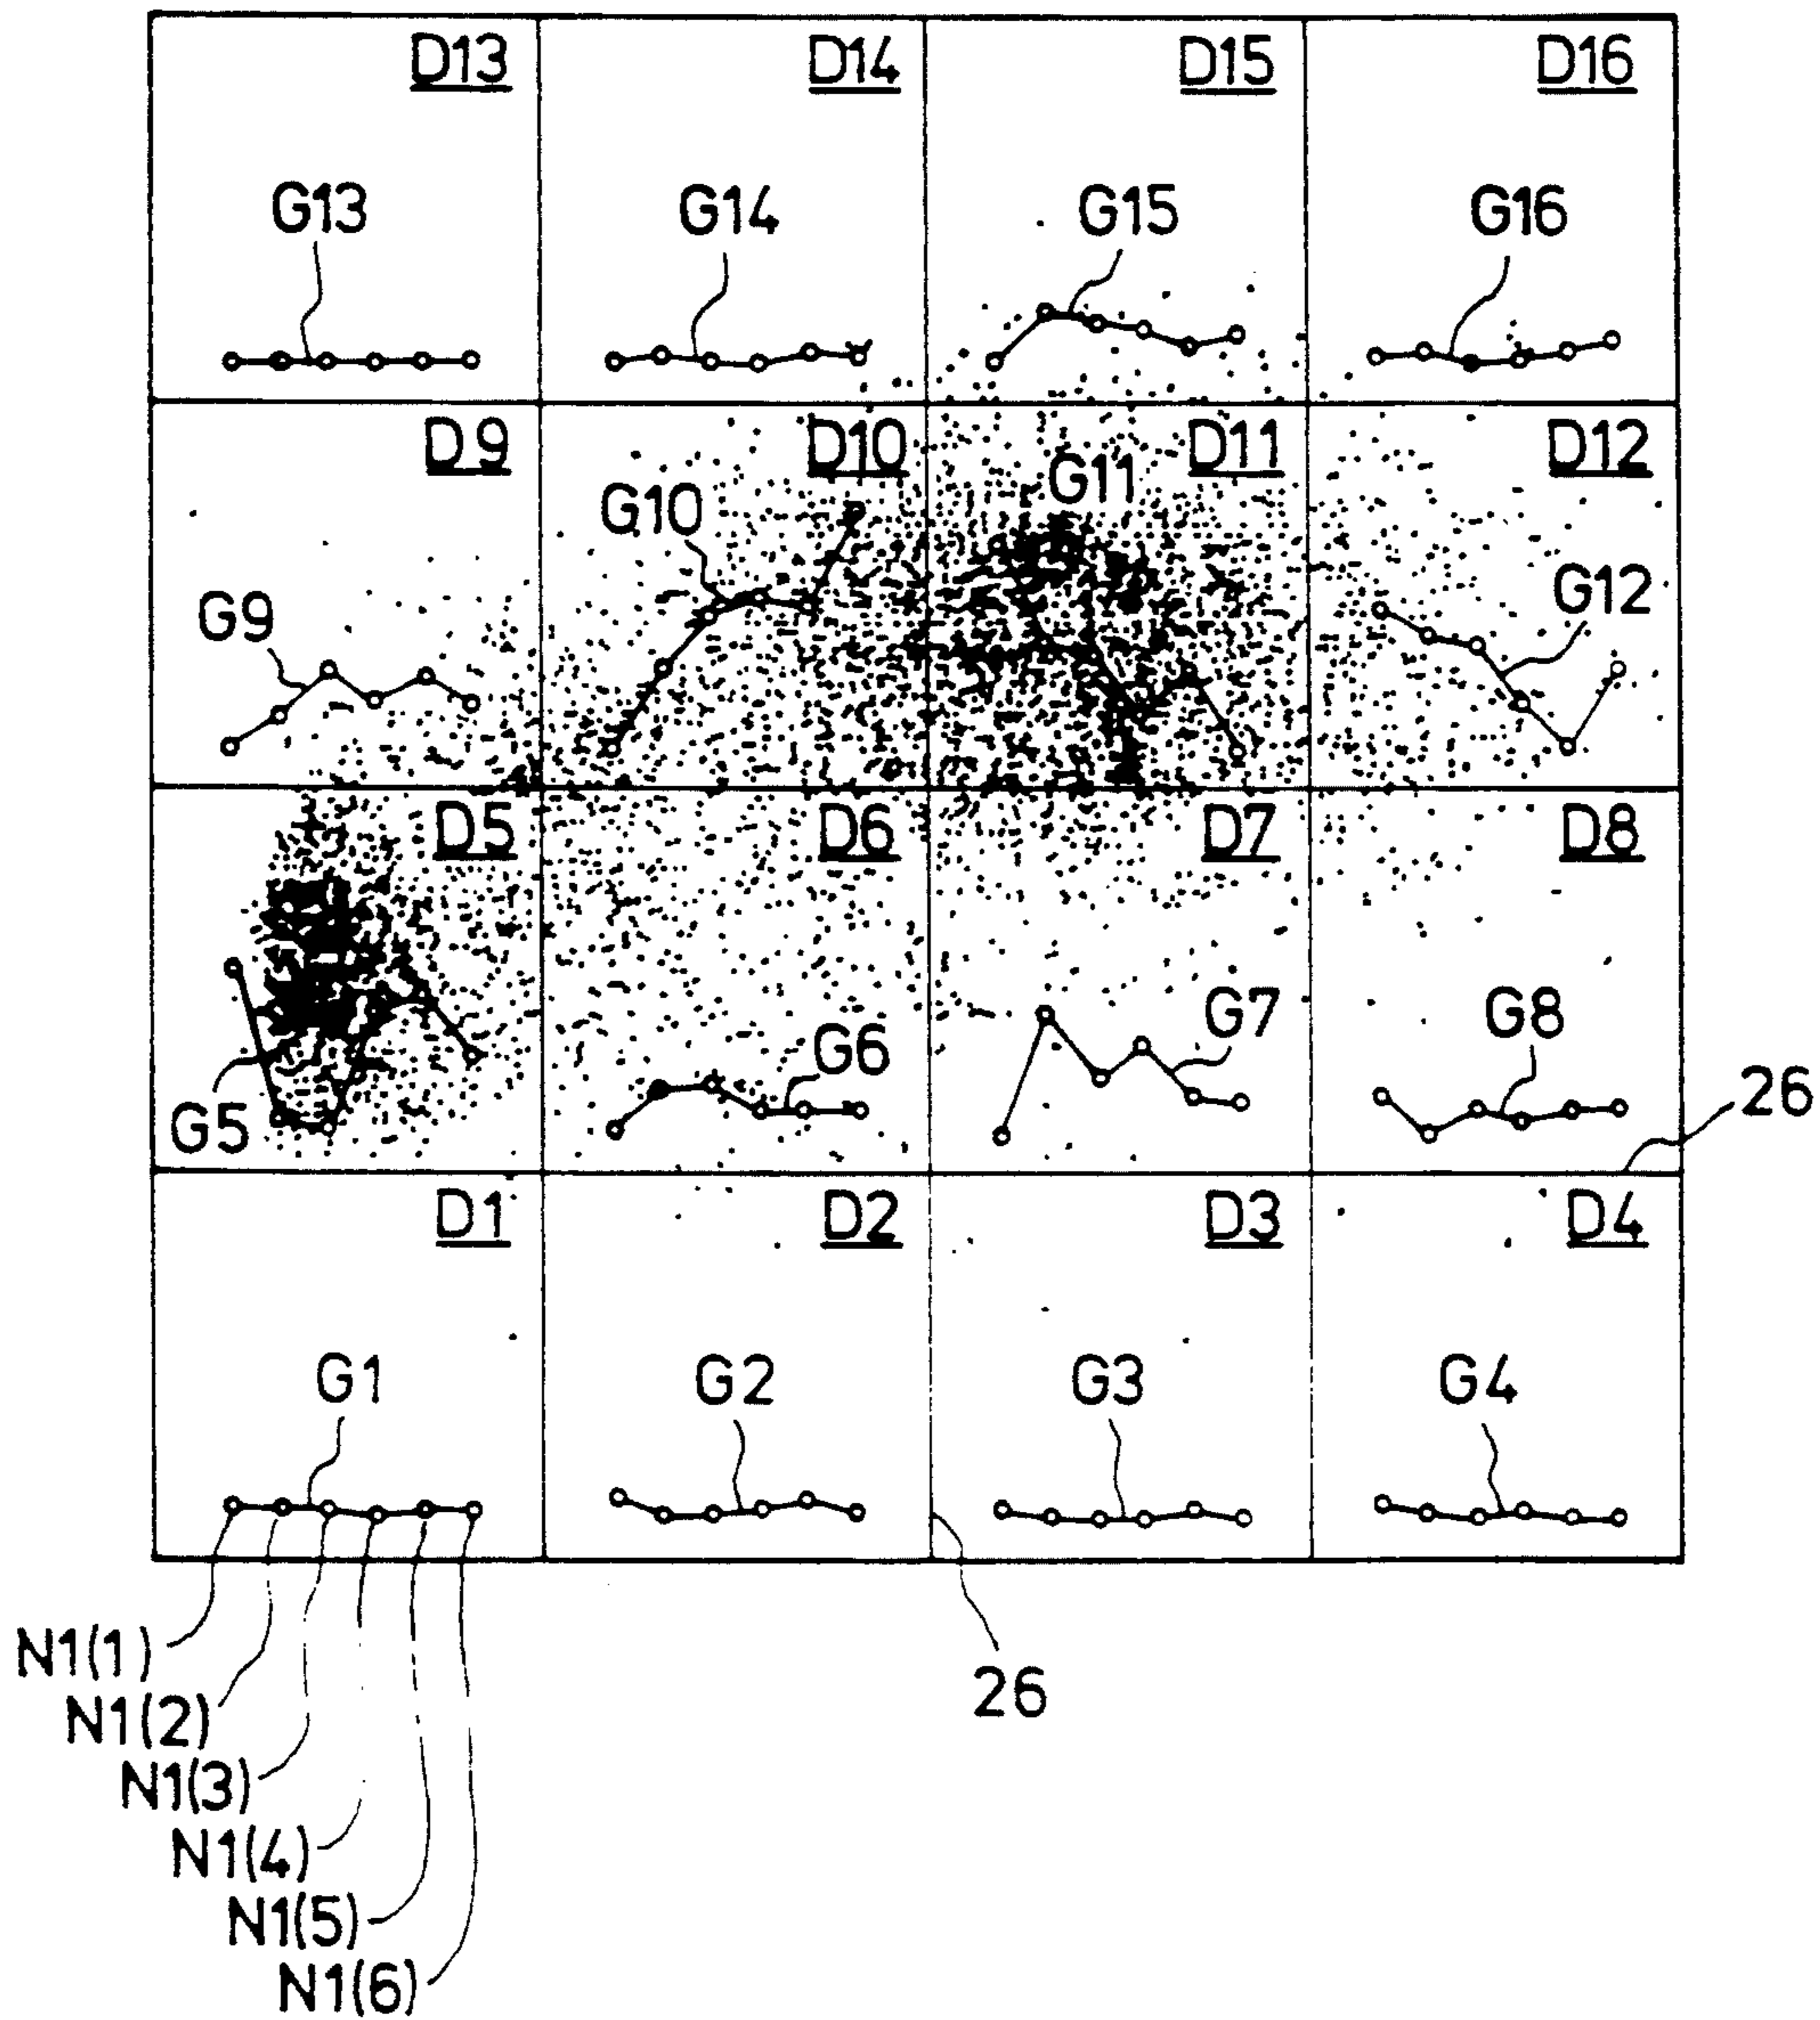 D13 D14 D15 D16
G13 G14 G15 G16
D9 D10 D11 D12
G9 G10 G11 G12
D5 D6 D7 D8
G5 G6 G7 G8
26
D1 D2 D3 D4
G1 G2 G3 G4
N1(1)
26
N1(2)
N1(3)
N1(4)
N1(5)
N1(6)